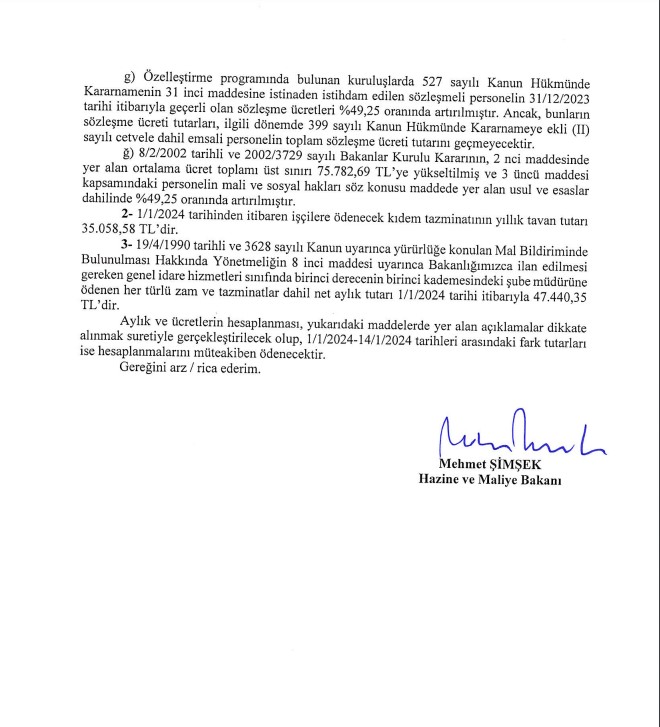 g) Özelleştirme programında bulunan kuruluşlarda 527 sayılı Kanun Hükmünde
Kararnamenin 31 inci maddesine istinaden istihdam edilen sözleşmeli personelin 31/12/2023
tarihi itibarıyla geçerli olan sözleşme ücretleri %49,25 oranında artırılmıştır. Ancak, bunların
sözleşme ücreti tutarları, ilgili dönemde 399 sayılı Kanun Hükmünde Kararnameye ekli (II)
sayılı cetvele dahil emsali personelin toplam sözleşme ücreti tutarını geçmeyecektir.
ğ) 8/2/2002 tarihli ve 2002/3729 sayılı Bakanlar Kurulu Kararının, 2 nci maddesinde
yer alan ortalama ücret toplamı üst sınırı 75.782,69 TL'ye yükseltilmiş ve 3 üncü maddesi
kapsamındaki personelin mali ve sosyal hakları söz konusu maddede yer alan usul ve esaslar
dahilinde %49,25 oranında artırılmıştır.
2- 1/1/2024 tarihinden itibaren işçilere ödenecek kıdem tazminatının yıllık tavan tutarı
35.058,58 TL'dir.
3- 19/4/1990 tarihli ve 3628 sayılı Kanun uyarınca yürürlüğe konulan Mal Bildiriminde
Bulunulması Hakkında Yönetmeliğin 8 inci maddesi uyarınca Bakanlığımızca ilan edilmesi
gereken genel idare hizmetleri sınıfında birinci derecenin birinci kademesindeki şube müdürüne
ödenen her türlü zam ve tazminatlar dahil net aylık tutarı 1/1/2024 tarihi itibarıyla 47.440,35
TL'dir.
Aylık ve ücretlerin hesaplanması, yukarıdaki maddelerde yer alan açıklamalar dikkate
alınmak suretiyle gerçekleştirilecek olup, 1/1/2024-14/1/2024 tarihleri arasındaki fark tutarları
ise hesaplanmalarını müteakiben ödenecektir.
Gereğini arz / rica ederim.
Mehmet ŞİMŞEK
Hazine ve Maliye Bakanı